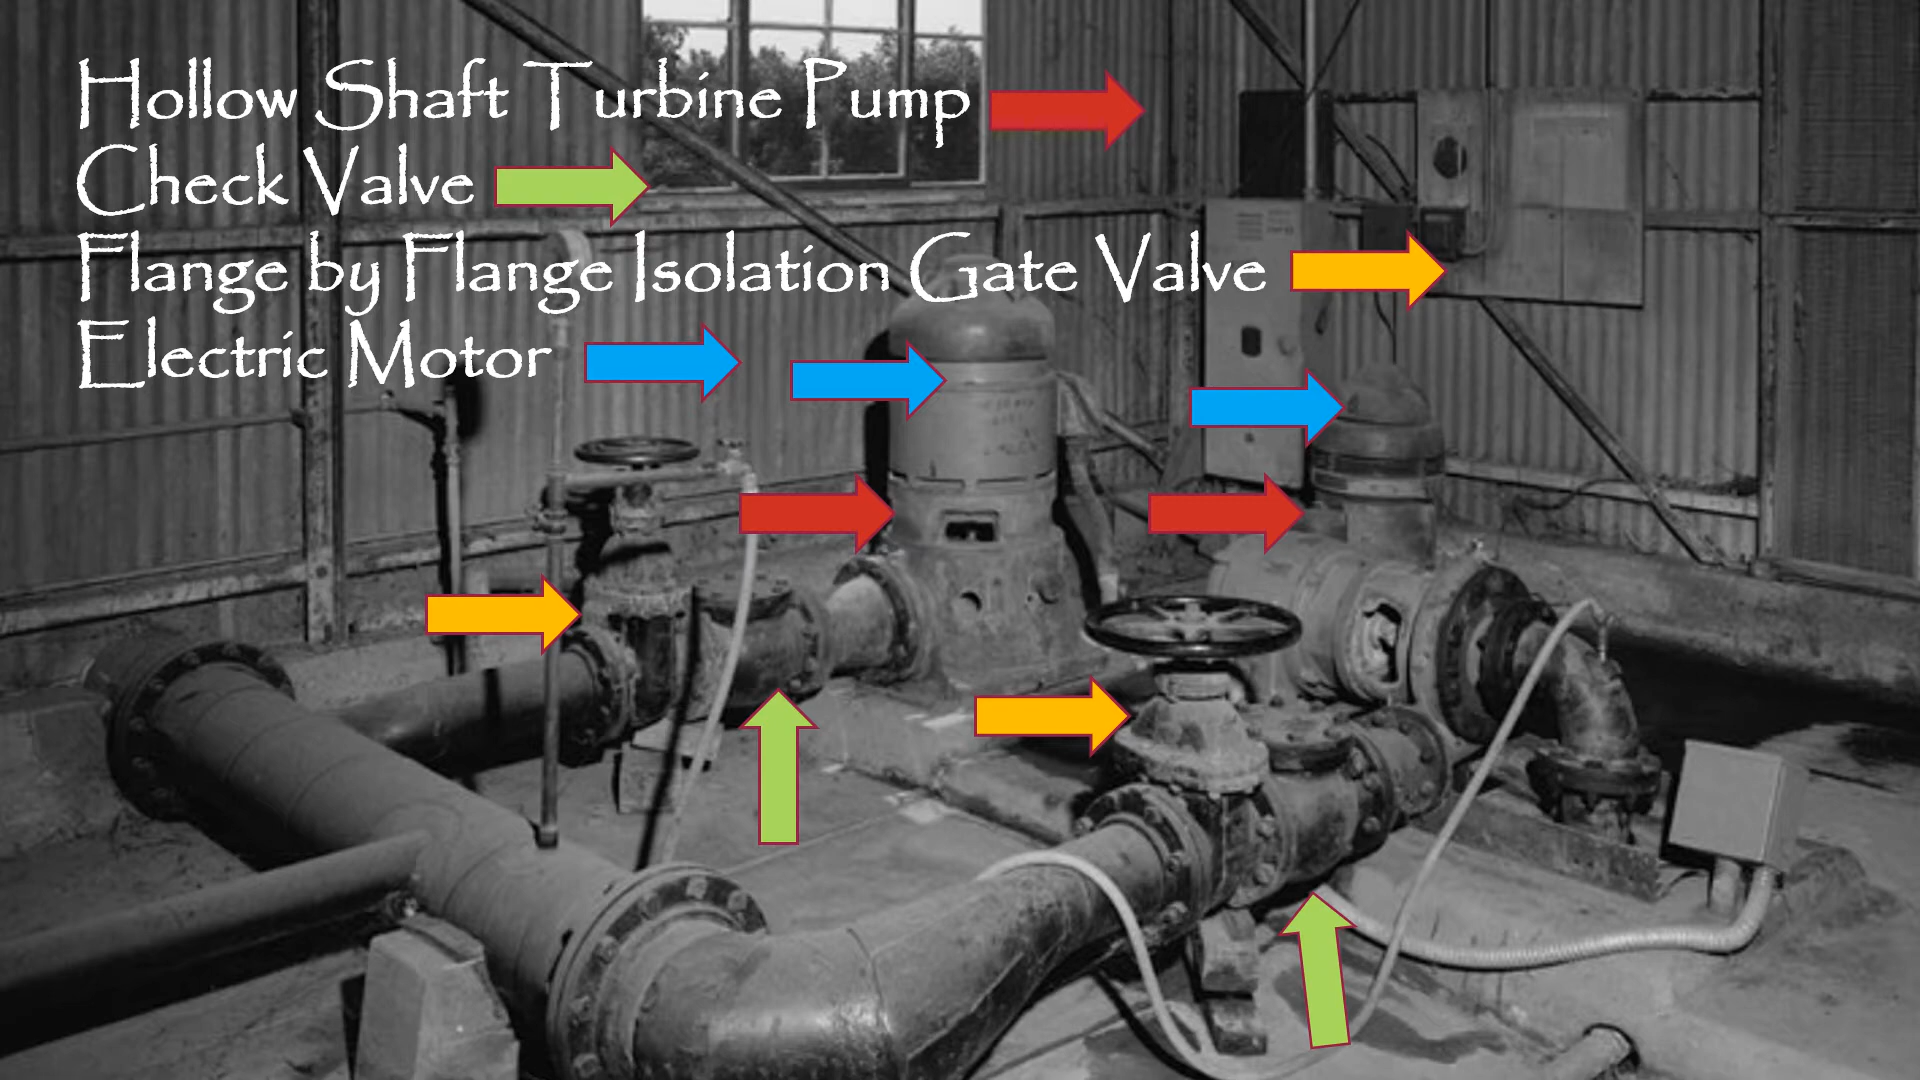 Hollow Shaft Turbine Pump
Check Valve
Flange by Flange Isolation Gate Valve
Electric Motor